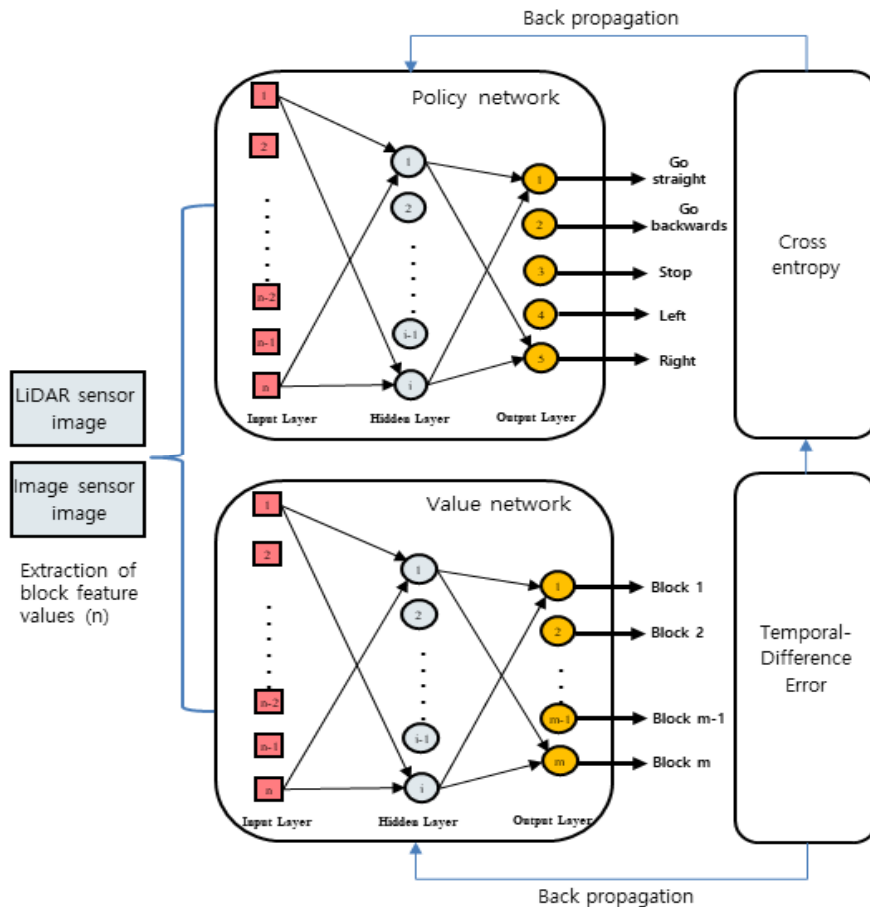 Back propagation
Policy network
1
2
n-2
n-1
n
1
2
i-1
i
1
2
3
4
5
Input Layer
Hidden Layer
Output Layer
Go
straight
Go
backwards
Stop
Left
Right
Cross
entropy
LiDAR sensor
image
Image sensor
image
Extraction of
block feature
values (n)
Value network
1
2
n-2
n-1
n
1
2
i-1
i
1
2
m-1
m
Input Layer
Hidden Layer
Output Layer
Block 1
Block 2
Block m-1
Block m
Temporal-
Difference
Error
Back propagation